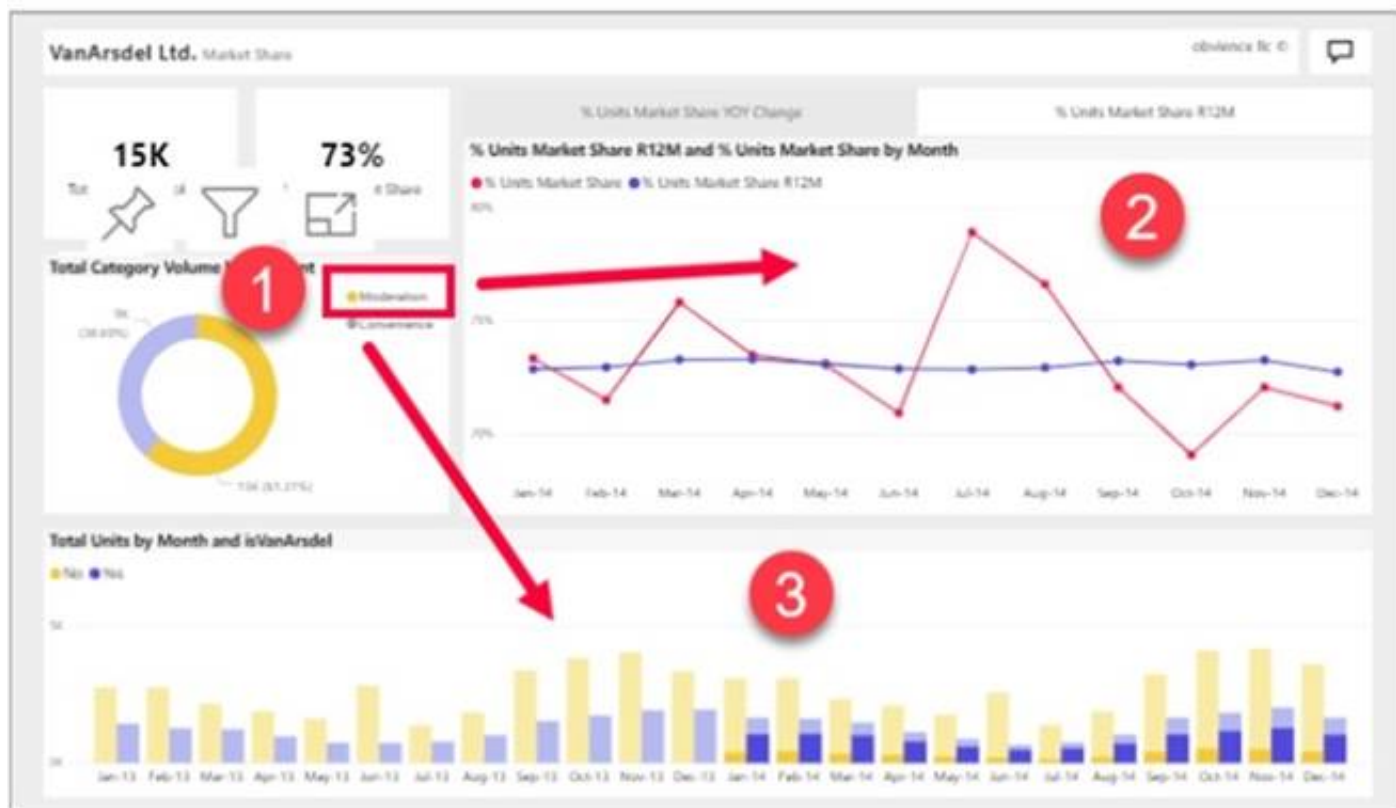 VanArsdel Ltd. Market Share
obvience llc ©
15K
73%
Share
% Units Market Share YOY Change
% Units Market Share R12M
% Units Market Share R12M and % Units Market Share by Month
% Units Market Share % Units Market Share R12M
80%
75%
70%
Jan-14 Feb-14 Mar-14 Apr-14 May-14 Jun-14 Jul-14 Aug-14 Sep-14 Oct-14 Nov-14 Dec-14
2
Total Category Volume
1
Moderation
Convenience
Total Units by Month and isVanArsdel
No Yes
3
5K
0K
Jan-13 Feb-13 Mar-13 Apr-13 May-13 Jun-13 Jul-13 Aug-13 Sep-13 Oct-13 Nov-13 Dec-13 Jan-14 Feb-14 Mar-14 Apr-14 May-14 Jun-14 Jul-14 Aug-14 Sep-14 Oct-14 Nov-14 Dec-14